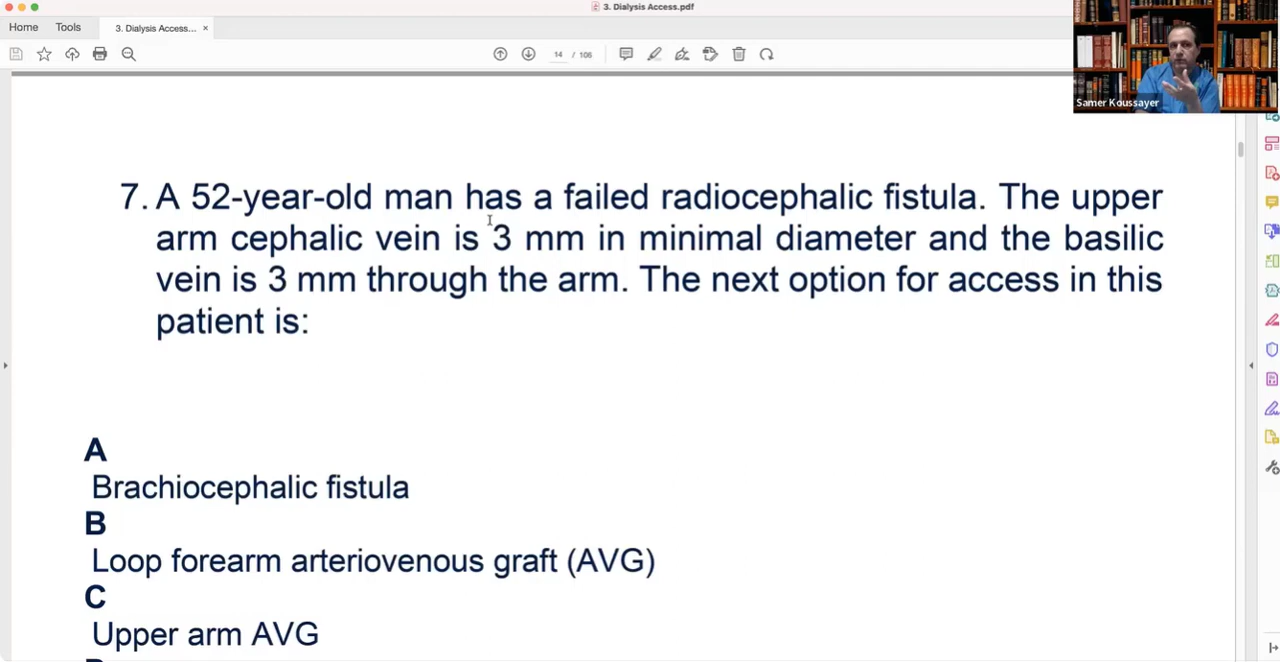 3. Dialysis Access.pdf
Home Tools 3. Dialysis Access... ×
14 / 106
Samer Koussayer
7. A 52-year-old man has a failed radiocephalic fistula. The upper
arm cephalic vein is 3 mm in minimal diameter and the basilic
vein is 3 mm through the arm. The next option for access in this
patient is:
A
Brachiocephalic fistula
B
Loop forearm arteriovenous graft (AVG)
C
Upper arm AVG